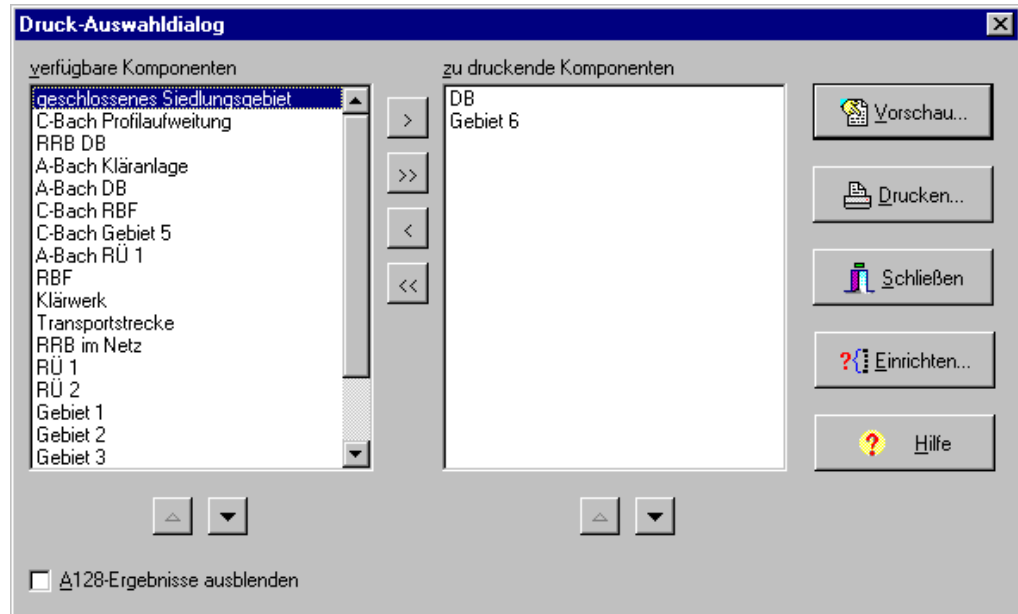 Druck-Auswahldialog
verfügbare Komponenten
geschlossenes Siedlungsgebiet
C-Bach Profilaufweitung
RRB DB
A-Bach Kläranlage
A-Bach DB
C-Bach RBF
C-Bach Gebiet 5
A-Bach RÜ 1
RBF
Klärwerk
Transportstrecke
RRB im Netz
RÜ 1
RÜ 2
Gebiet 1
Gebiet 2
Gebiet 3
>
>>
<
<<
zu druckende Komponenten
DB
Gebiet 6
Vorschau...
Drucken...
Schließen
?{ Einrichten...
? Hilfe
A128-Ergebnisse ausblenden